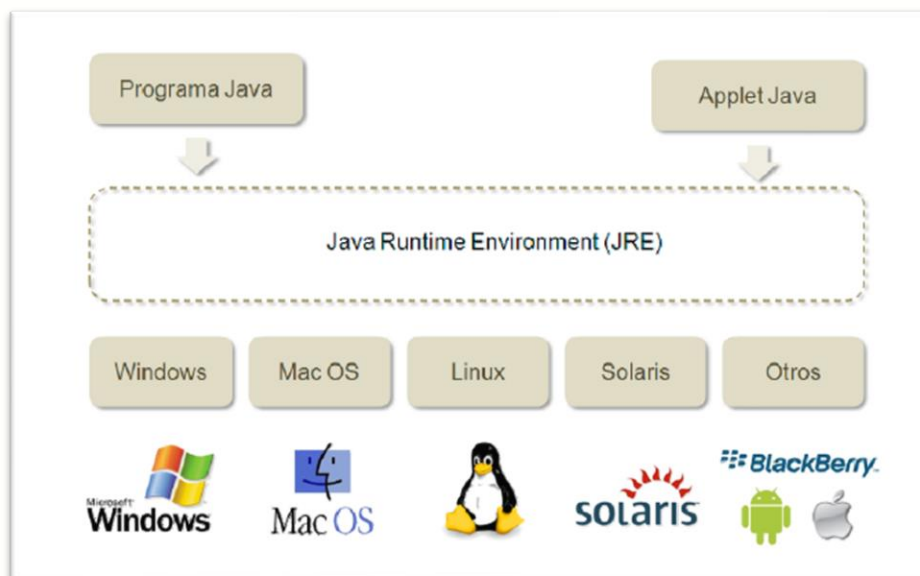 Programa Java
Applet Java
Java Runtime Environment (JRE)
Windows
Mac OS
Linux
Solaris
Otros
Microsoft
Windows
Mac OS
solaris
BlackBerry